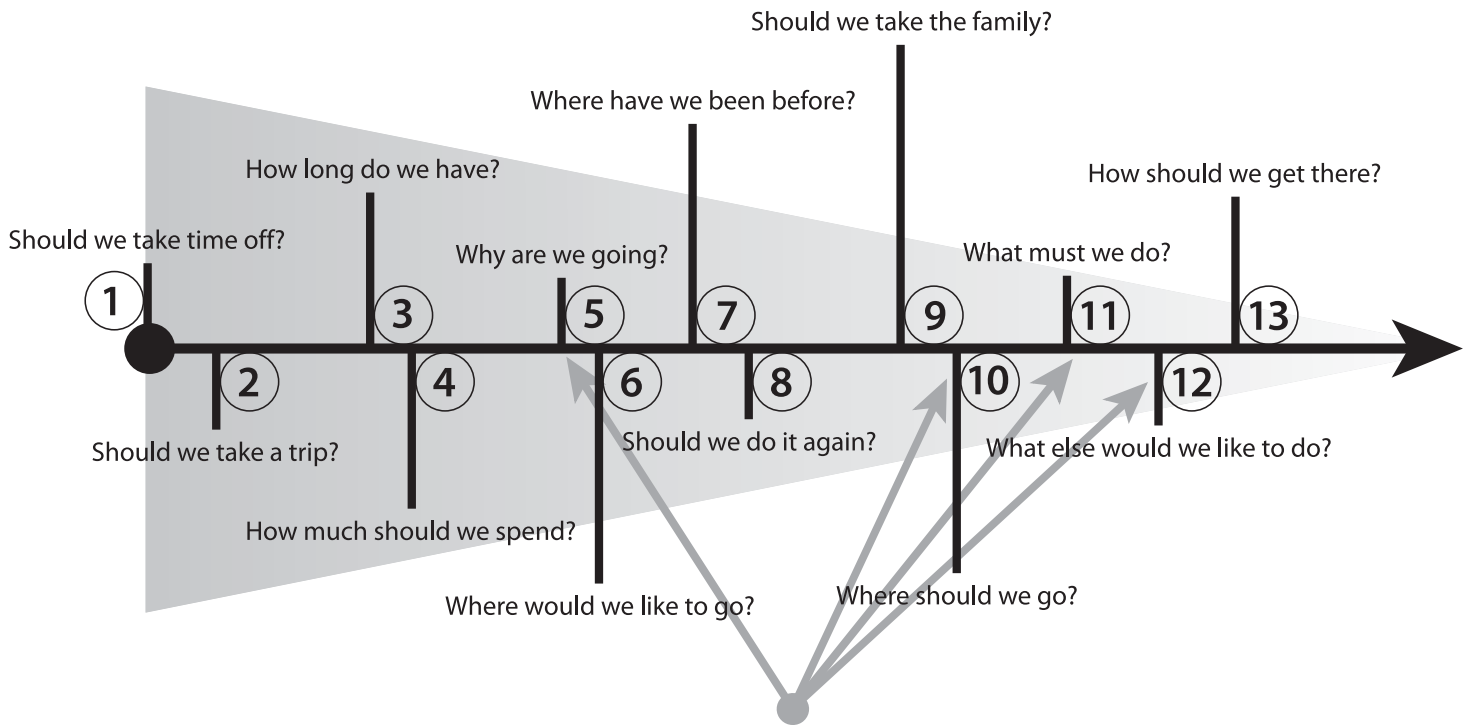 Should we take the family?
Where have we been before?
How long do we have?
How should we get there?
Should we take time off?
Why are we going?
What must we do?
1
3
5
7
9
11
13
2
4
6
8
10
12
Should we take a trip?
Should we do it again?
What else would we like to do?
How much should we spend?
Where would we like to go?
Where should we go?